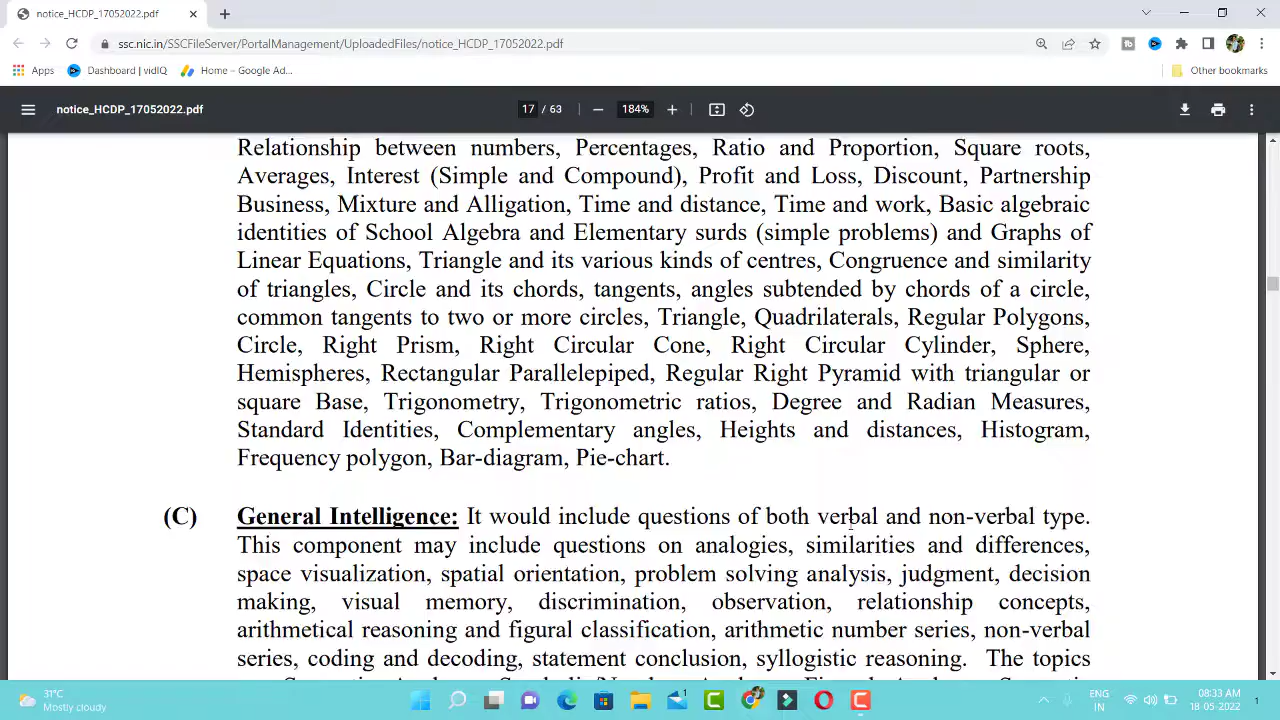 notice_HCDP_17052022.pdf
ssc.nic.in/SSCFileServer/PortalManagement/UploadedFiles/notice_HCDP_17052022.pdf
Apps
Dashboard | vidIQ
Home – Google Ad...
Other bookmarks
notice_HCDP_17052022.pdf
17 / 63
184%
Relationship between numbers, Percentages, Ratio and Proportion, Square roots,
Averages, Interest (Simple and Compound), Profit and Loss, Discount, Partnership
Business, Mixture and Alligation, Time and distance, Time and work, Basic algebraic
identities of School Algebra and Elementary surds (simple problems) and Graphs of
Linear Equations, Triangle and its various kinds of centres, Congruence and similarity
of triangles, Circle and its chords, tangents, angles subtended by chords of a circle,
common tangents to two or more circles, Triangle, Quadrilaterals, Regular Polygons,
Circle, Right Prism, Right Circular Cone, Right Circular Cylinder, Sphere,
Hemispheres, Rectangular Parallelepiped, Regular Right Pyramid with triangular or
square Base, Trigonometry, Trigonometric ratios, Degree and Radian Measures,
Standard Identities, Complementary angles, Heights and distances, Histogram,
Frequency polygon, Bar-diagram, Pie-chart.
(C) General Intelligence: It would include questions of both verbal and non-verbal type.
This component may include questions on analogies, similarities and differences,
space visualization, spatial orientation, problem solving analysis, judgment, decision
making, visual memory, discrimination, observation, relationship concepts,
arithmetical reasoning and figural classification, arithmetic number series, non-verbal
series, coding and decoding, statement conclusion, syllogistic reasoning. The topics
31°C
Mostly cloudy
ENG
IN
08:33 AM
18-05-2022
1